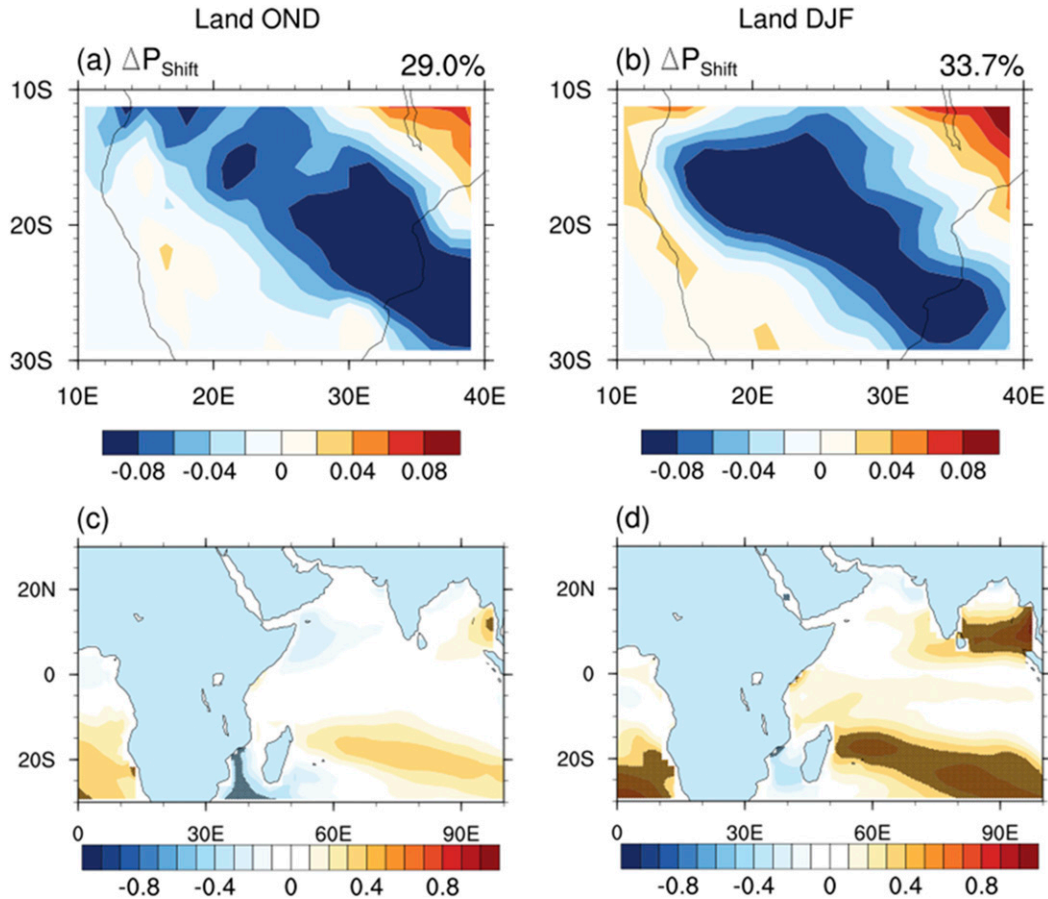 Land OND Land DJF
(a) ΔP_Shift 29.0% (b) ΔP_Shift 33.7%
10S 10S
20S 20S
30S 30S
10E 20E 30E 40E 10E 20E 30E 40E
-0.08 -0.04 0 0.04 0.08 -0.08 -0.04 0 0.04 0.08
(c) (d)
20N 20N
0 0
20S 20S
0 30E 60E 90E 0 30E 60E 90E
-0.8 -0.4 0 0.4 0.8 -0.8 -0.4 0 0.4 0.8